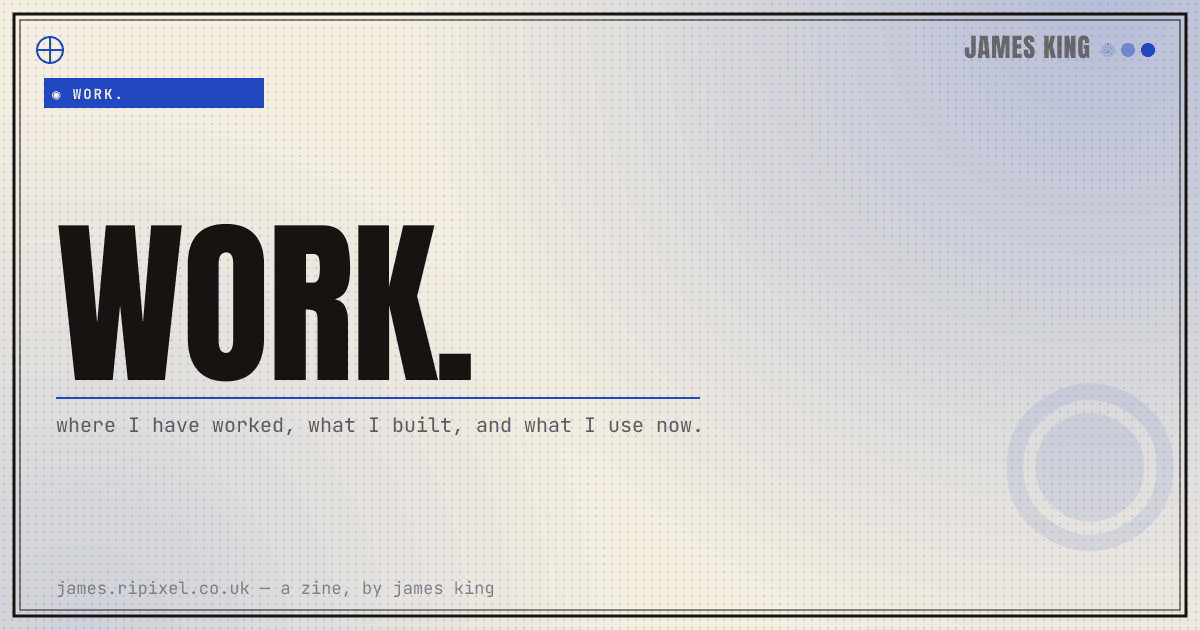 JAMES KING
◉ WORK.
WORK.
where I have worked, what I built, and what I use now.
james.ripixel.co.uk — a zine, by james king